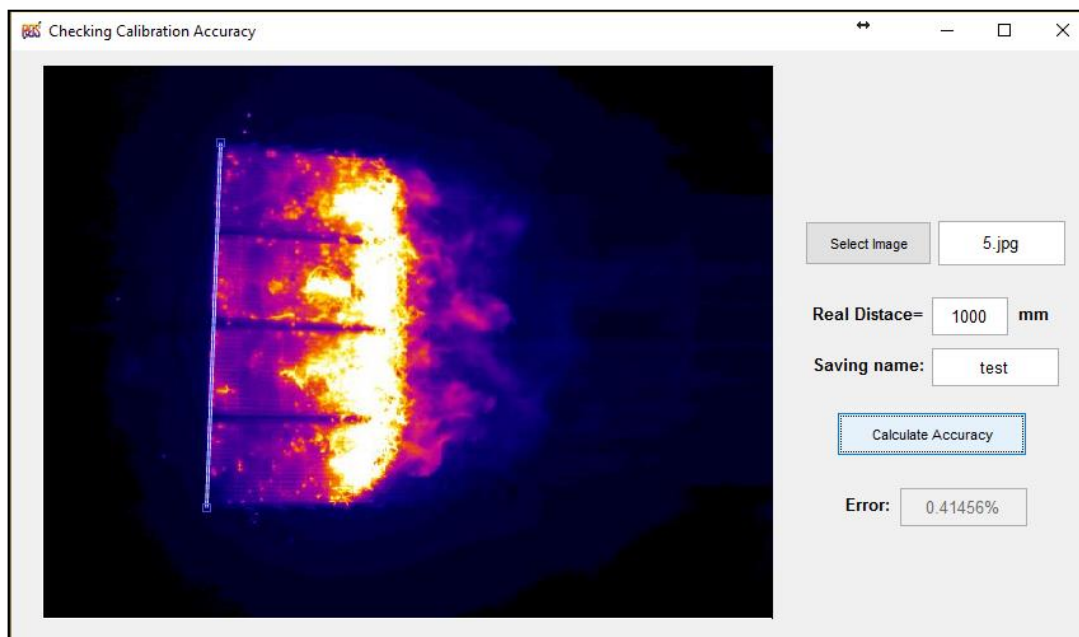 Checking Calibration Accuracy
Select Image 5.jpg
Real Distace= 1000 mm
Saving name: test
Calculate Accuracy
Error: 0.41456%